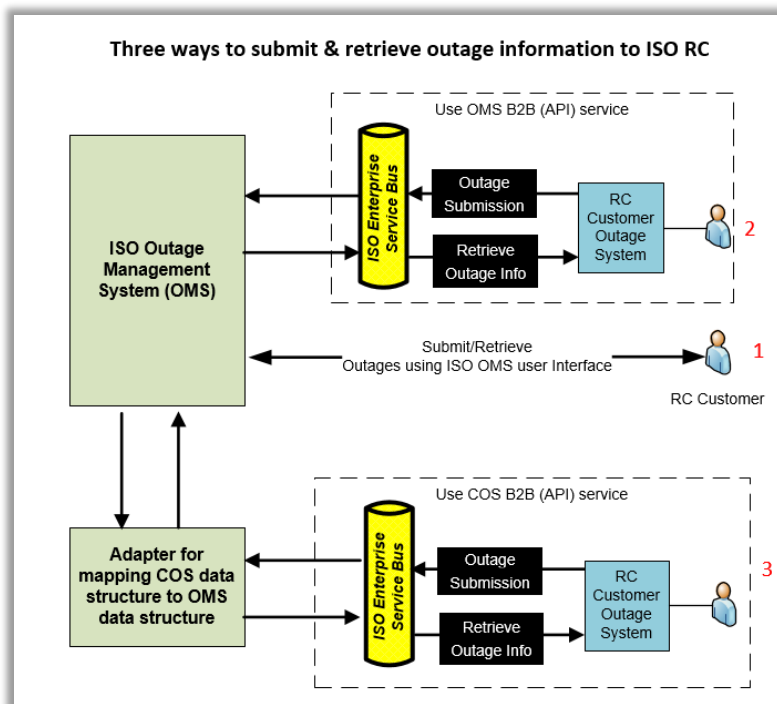 Three ways to submit & retrieve outage information to ISO RC
Use OMS B2B (API) service
ISO Enterprise
Service Bus
Outage
Submission
Retrieve
Outage Info
RC
Customer
Outage
System
2
ISO Outage
Management
System (OMS)
Submit/Retrieve
Outages using ISO OMS user Interface
1
RC Customer
Use COS B2B (API) service
Adapter for
mapping COS data
structure to OMS
data structure
ISO Enterprise
Service Bus
Outage
Submission
Retrieve
Outage Info
RC
Customer
Outage
System
3